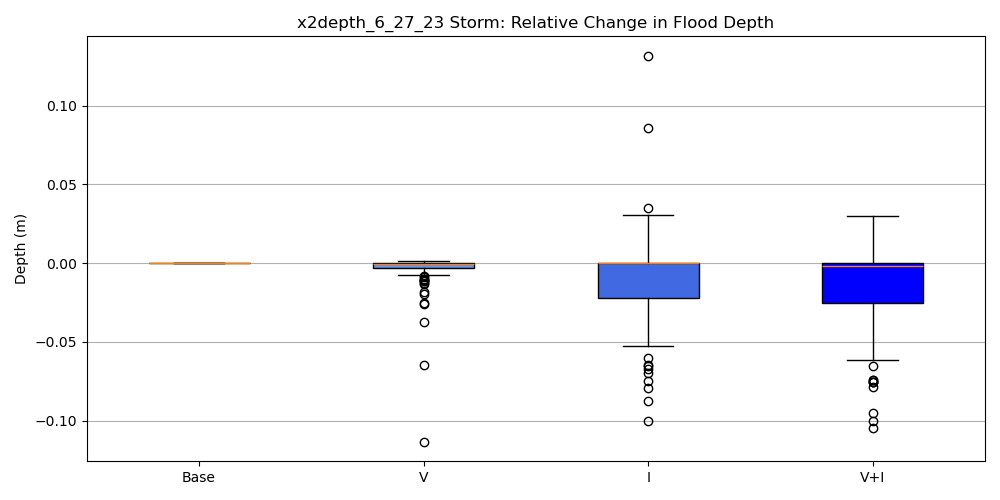 x2depth_6_27_23 Storm: Relative Change in Flood Depth
Depth (m)
0.10
0.05
0.00
−0.05
−0.10
Base V I V+I